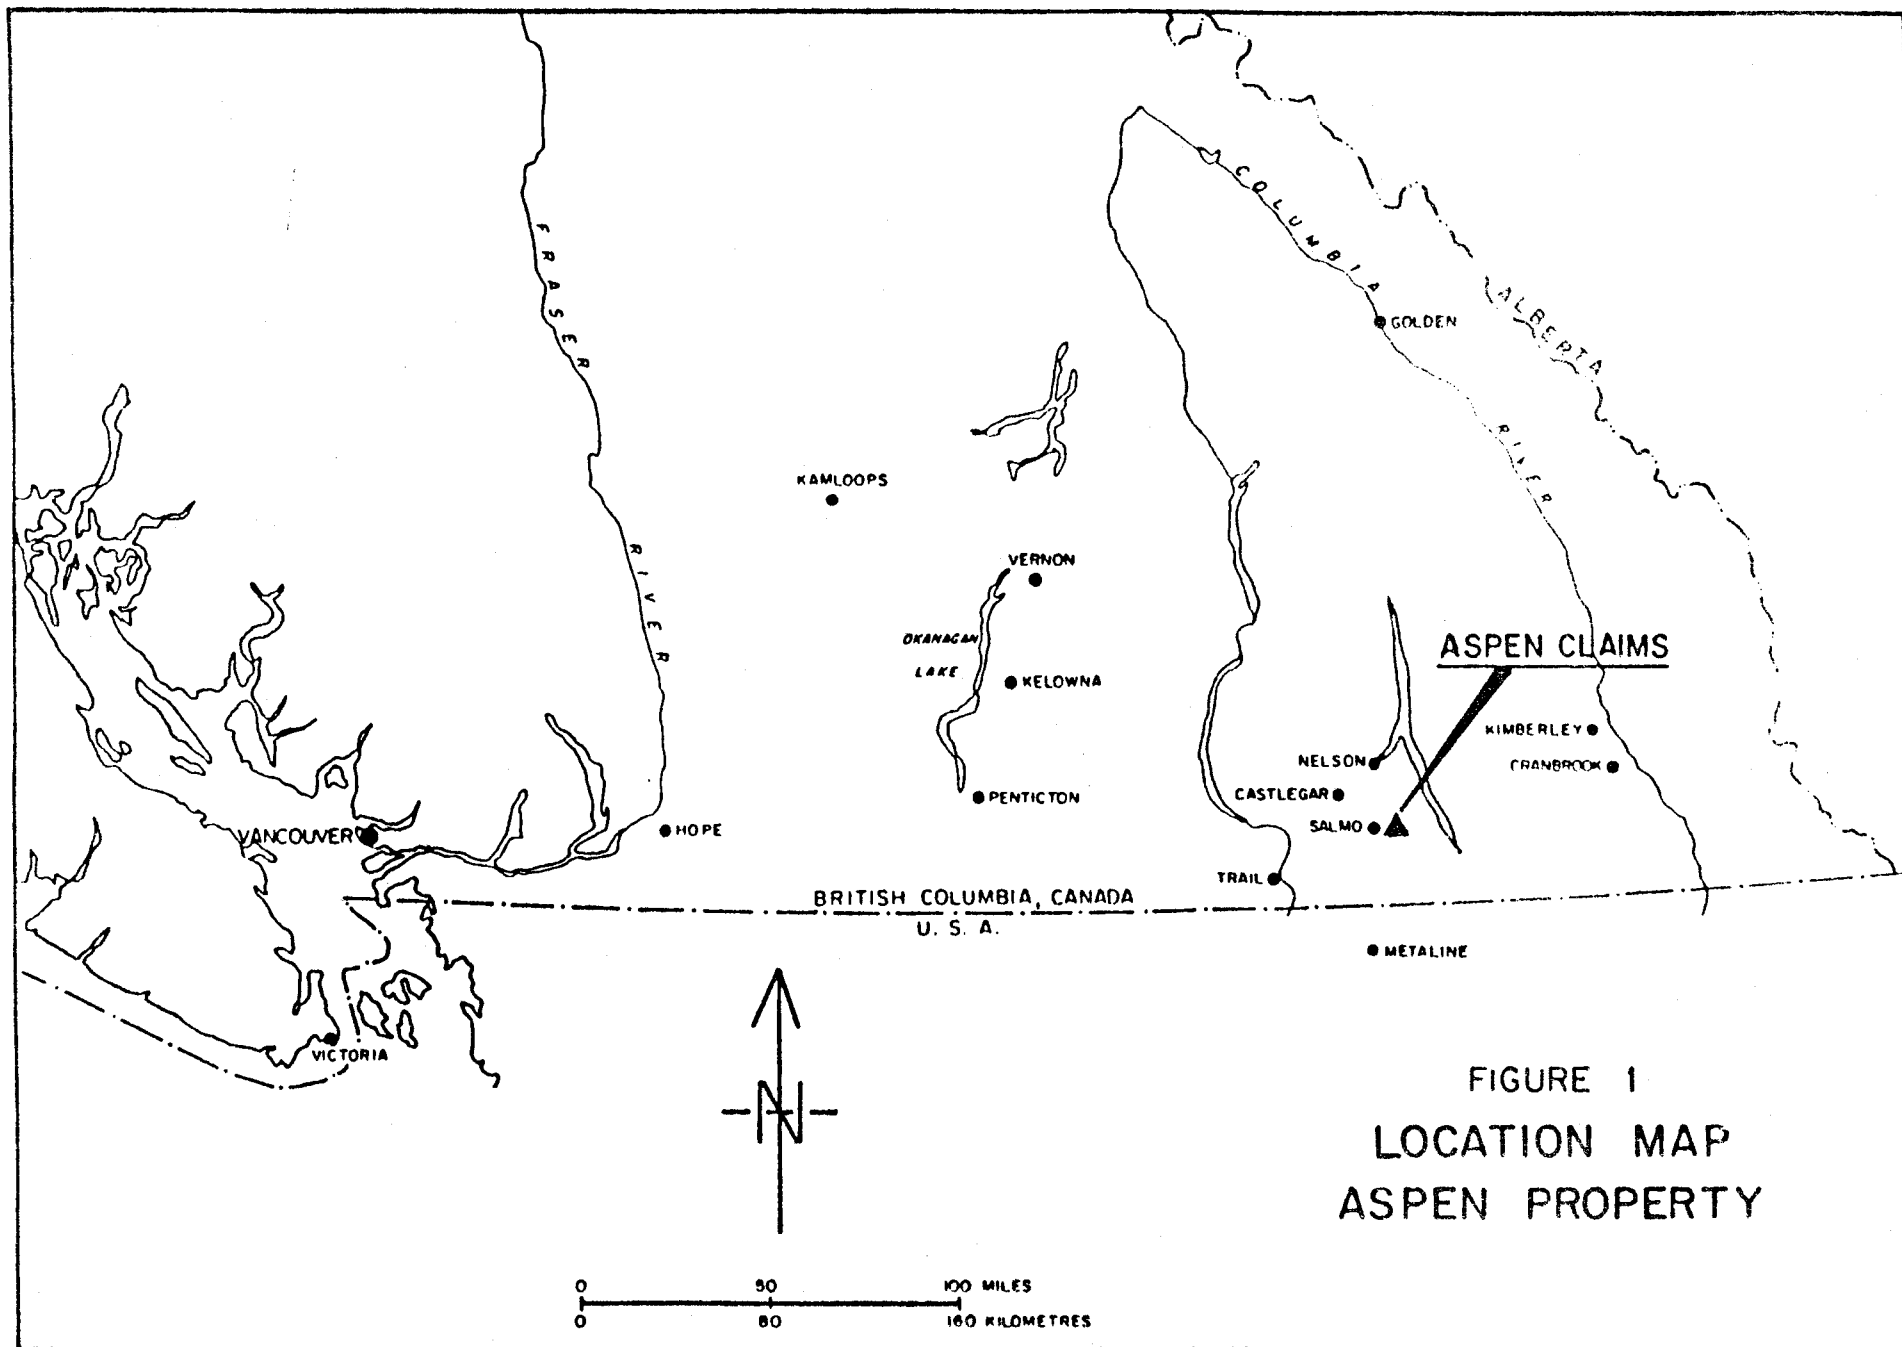 COLUMBIA
FRASER
ALBERTA
GOLDEN
RIVER
KAMLOOPS
RIVER
VERNON
OKANAGAN
LAKE
ASPEN CLAIMS
KELOWNA
KIMBERLEY
NELSON
CRANBROOK
CASTLEGAR
PENTICTON
SALMO
HOPE
VANCOUVER
TRAIL
BRITISH COLUMBIA, CANADA
U. S. A.
METALINE
VICTORIA
N
FIGURE 1
LOCATION MAP
ASPEN PROPERTY
0 50 100 MILES
0 80 160 KILOMETRES